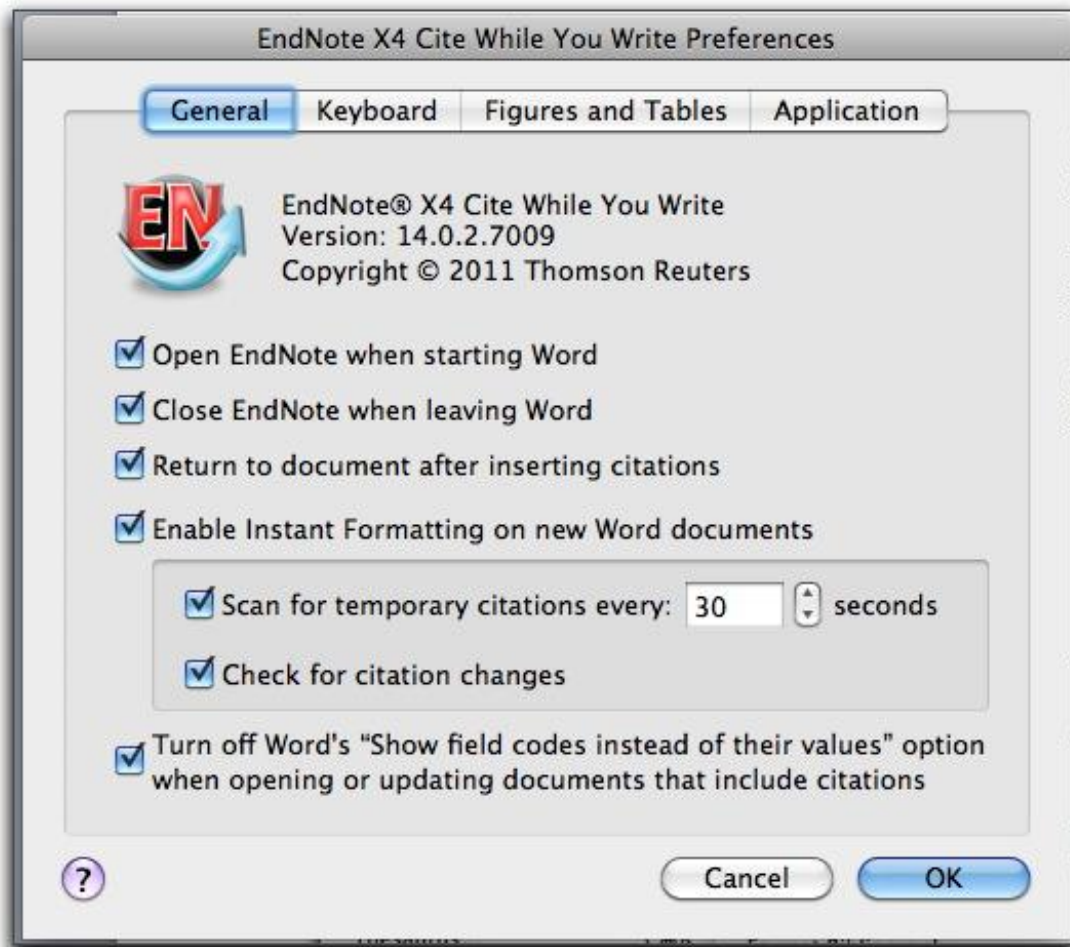 EndNote X4 Cite While You Write Preferences
General Keyboard Figures and Tables Application
EN
EndNote® X4 Cite While You Write
Version: 14.0.2.7009
Copyright © 2011 Thomson Reuters
Open EndNote when starting Word
Close EndNote when leaving Word
Return to document after inserting citations
Enable Instant Formatting on new Word documents
Scan for temporary citations every: 30 seconds
Check for citation changes
Turn off Word's “Show field codes instead of their values” option
when opening or updating documents that include citations
?
Cancel OK